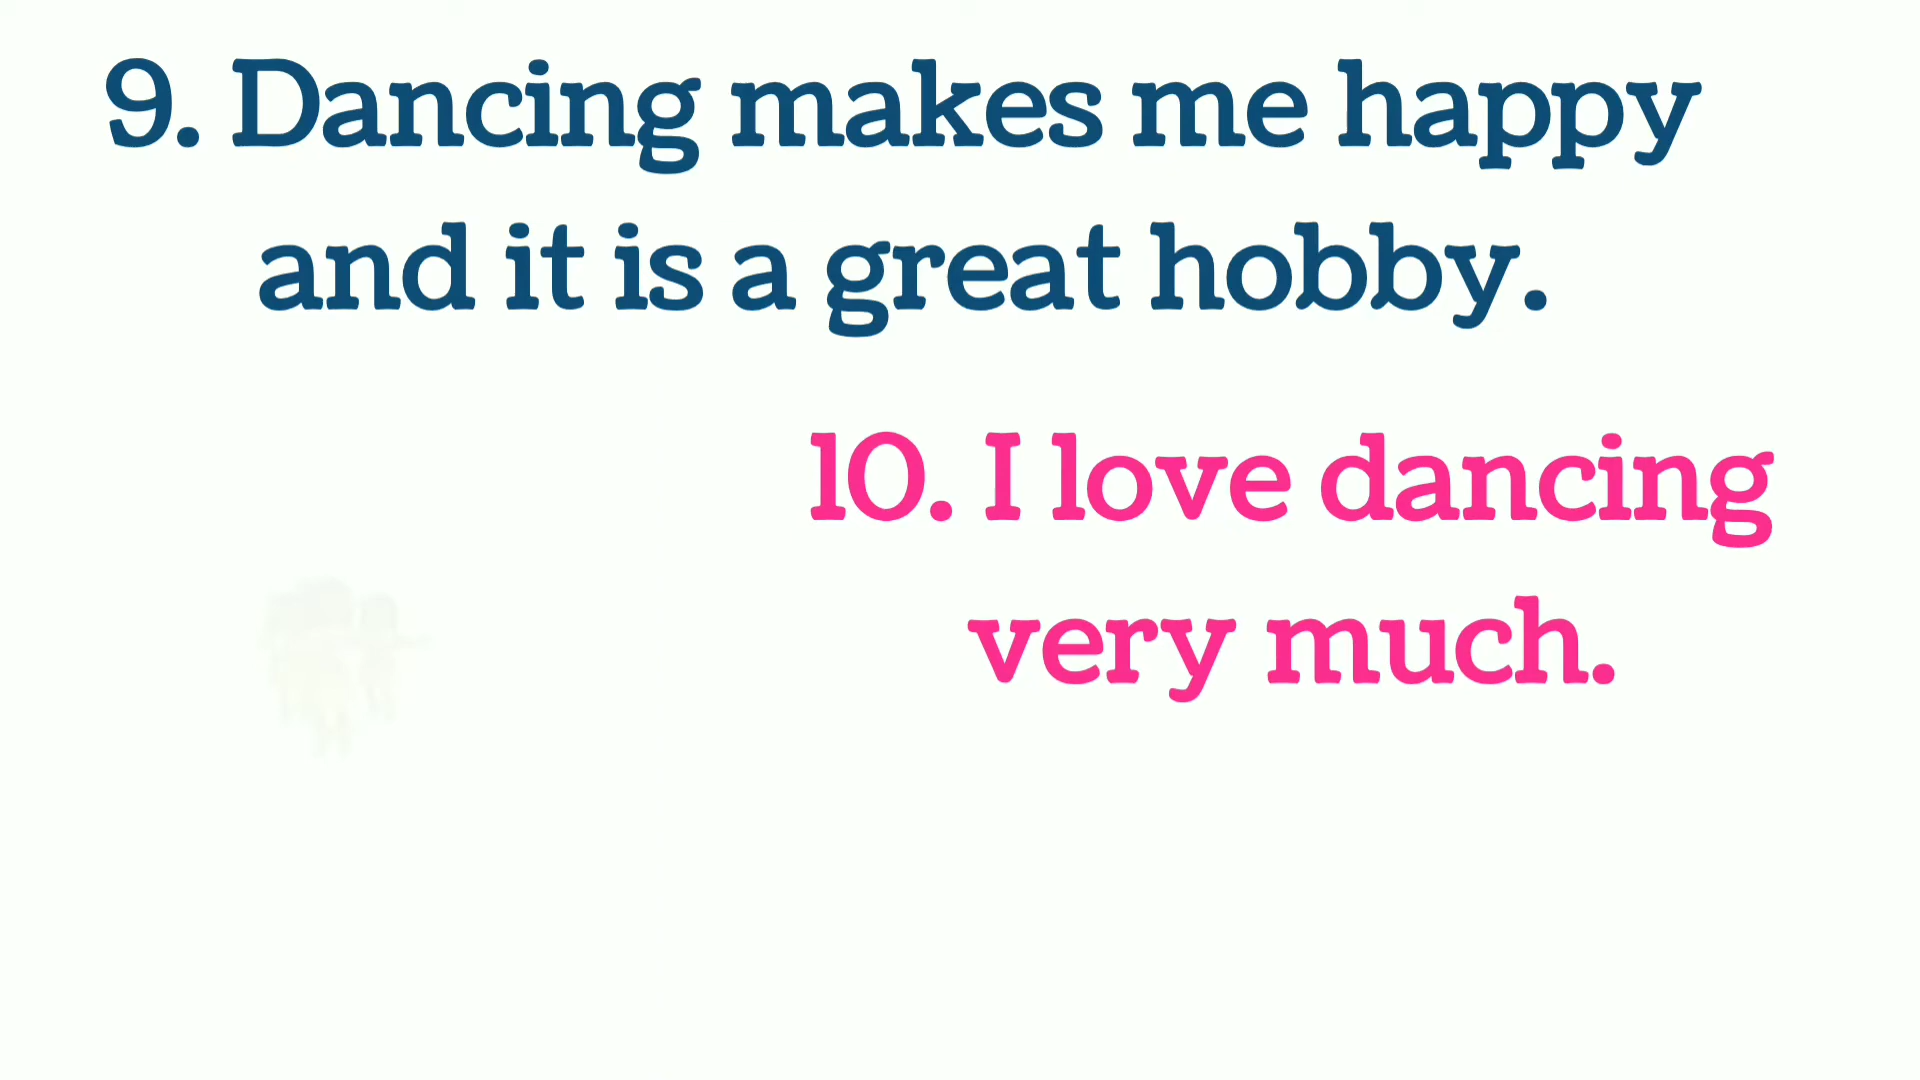 9. Dancing makes me happy
and it is a great hobby.
10. I love dancing
very much.